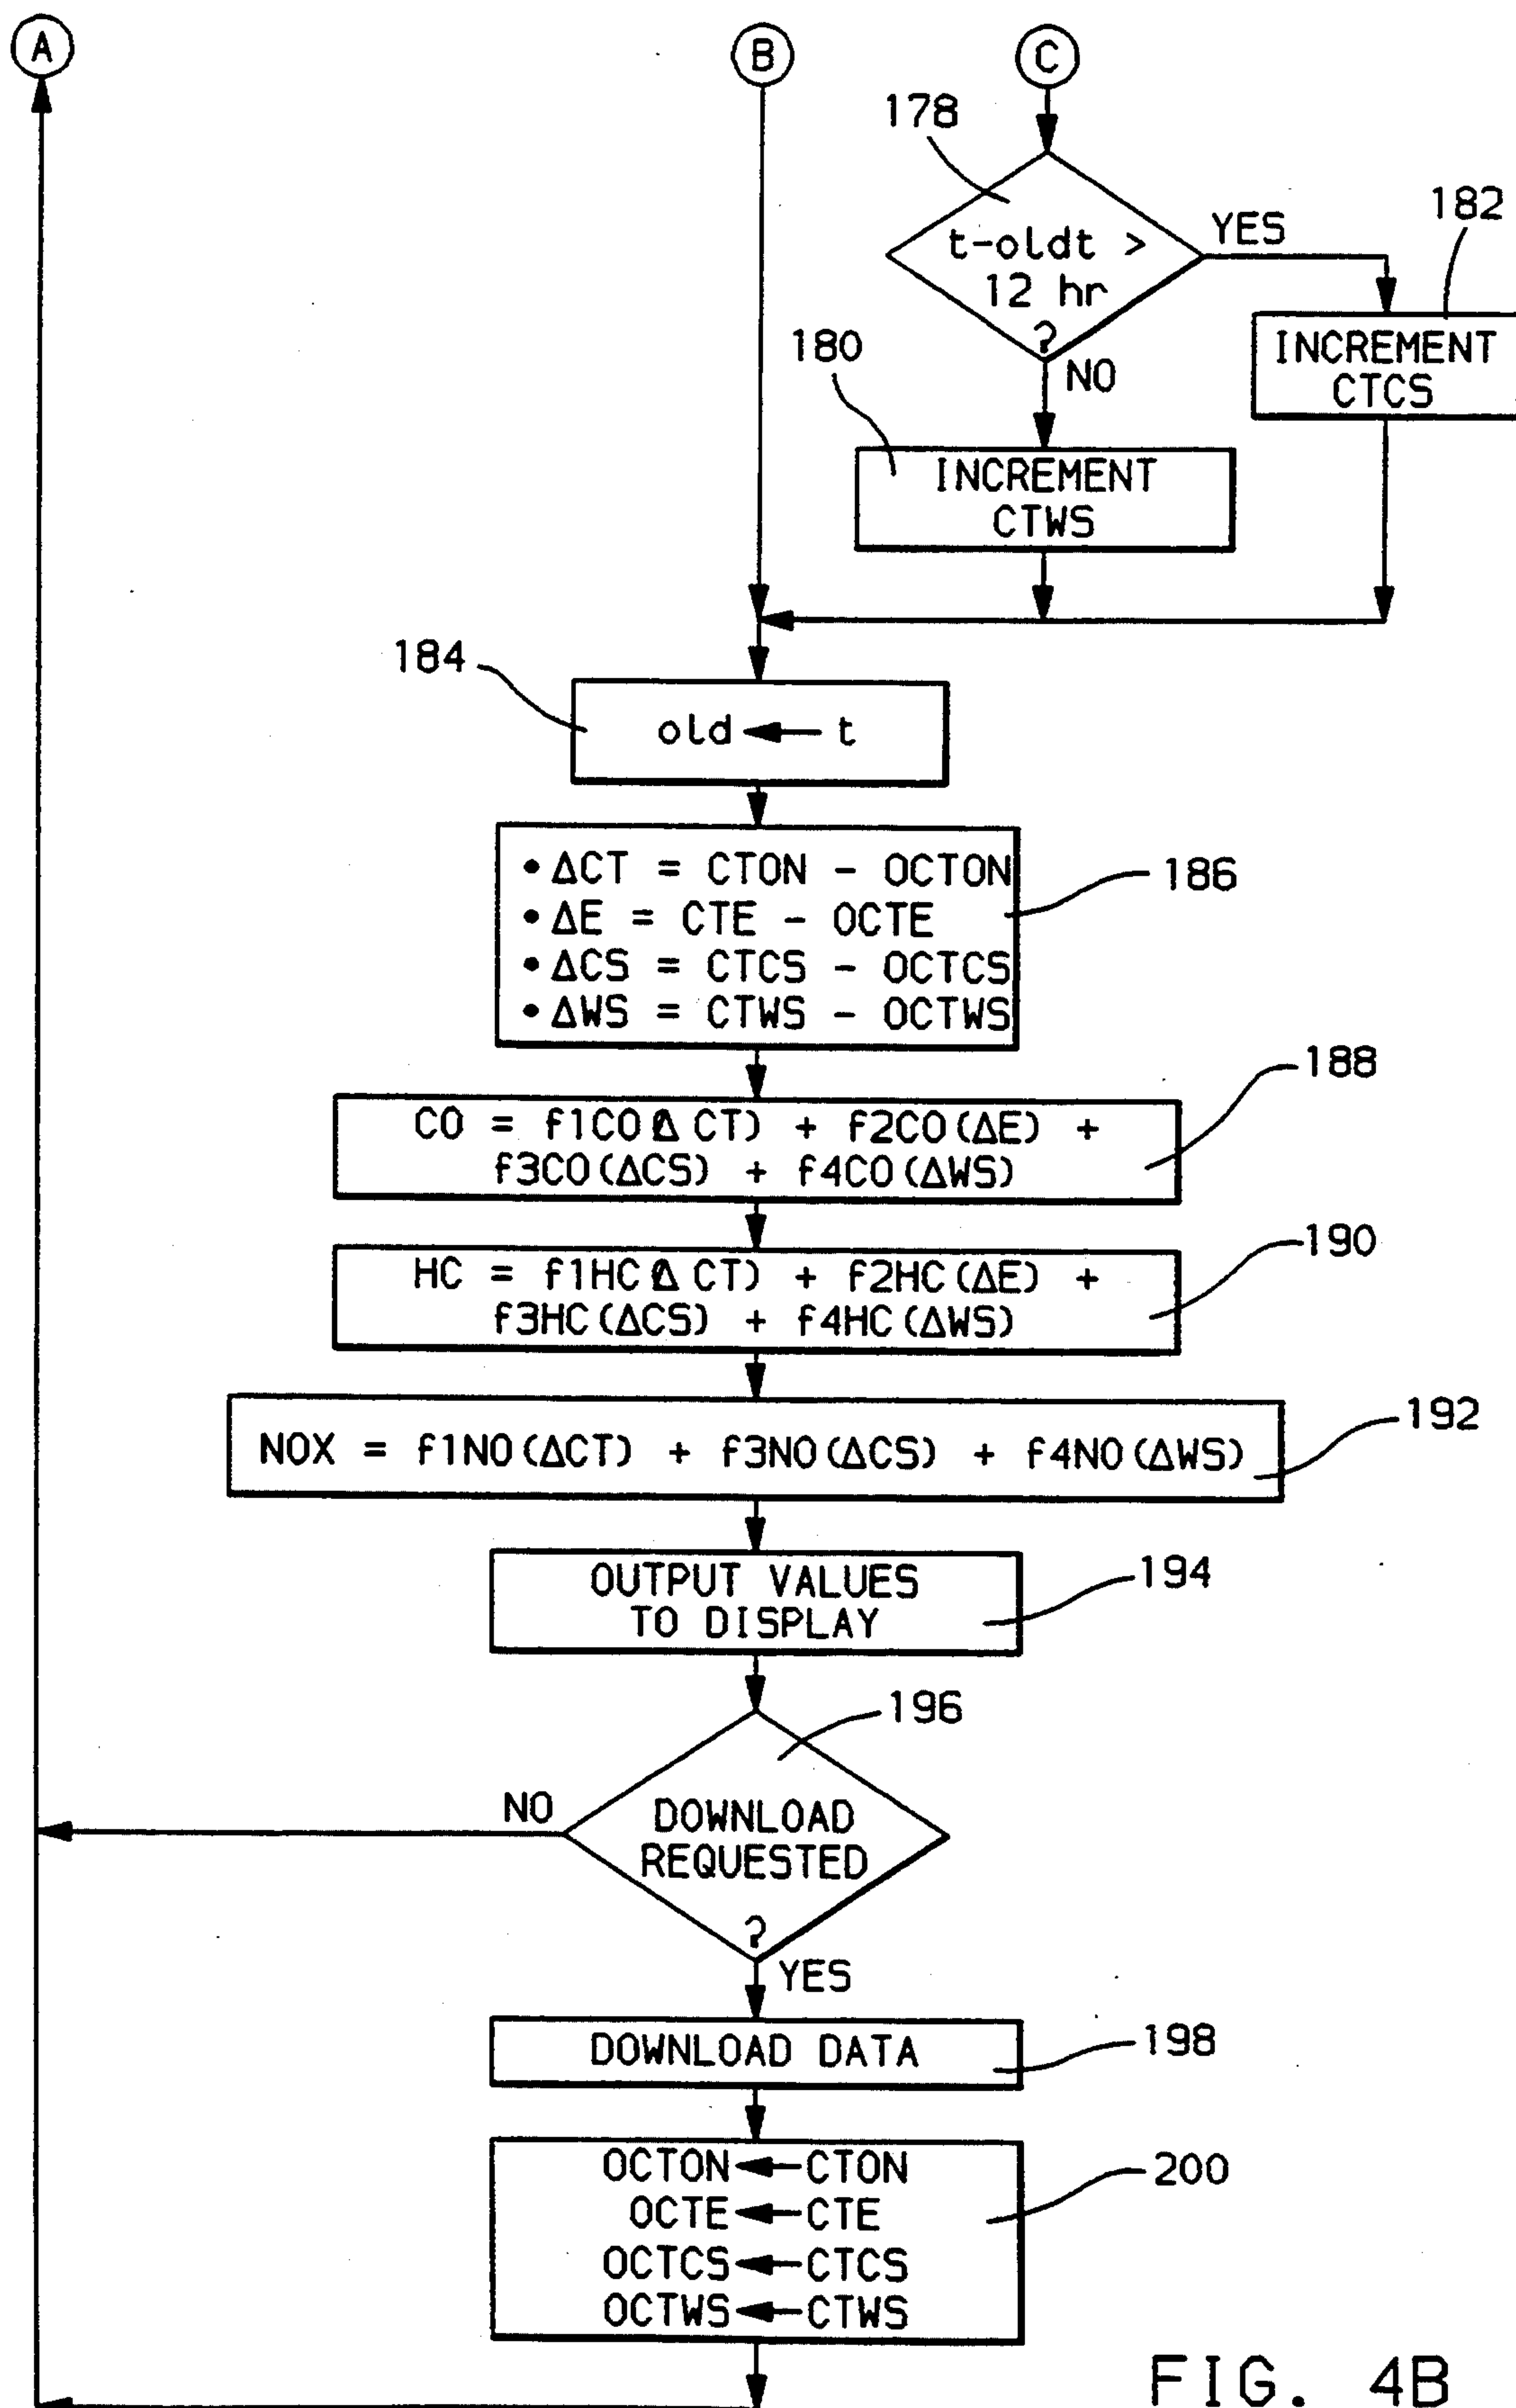 A
B
C
178
t-oldt >
12 hr
?
YES
182
INCREMENT
CTCS
NO
180
INCREMENT
CTWS
184
old ← t
• ΔCT = CTON - OCTON
• ΔE = CTE - OCTE
• ΔCS = CTCS - OCTCS
• ΔWS = CTWS - OCTWS
186
CO = f1CO(Δ CT) + f2CO(ΔE) +
f3CO(ΔCS) + f4CO(ΔWS)
188
HC = f1HC(Δ CT) + f2HC(ΔE) +
f3HC(ΔCS) + f4HC(ΔWS)
190
NOX = f1NO(ΔCT) + f3NO(ΔCS) + f4NO(ΔWS)
192
OUTPUT VALUES
TO DISPLAY
194
196
DOWNLOAD
REQUESTED
?
NO
YES
DOWNLOAD DATA
198
OCTON ← CTON
OCTE ← CTE
OCTCS ← CTCS
OCTWS ← CTWS
200
FIG. 4B